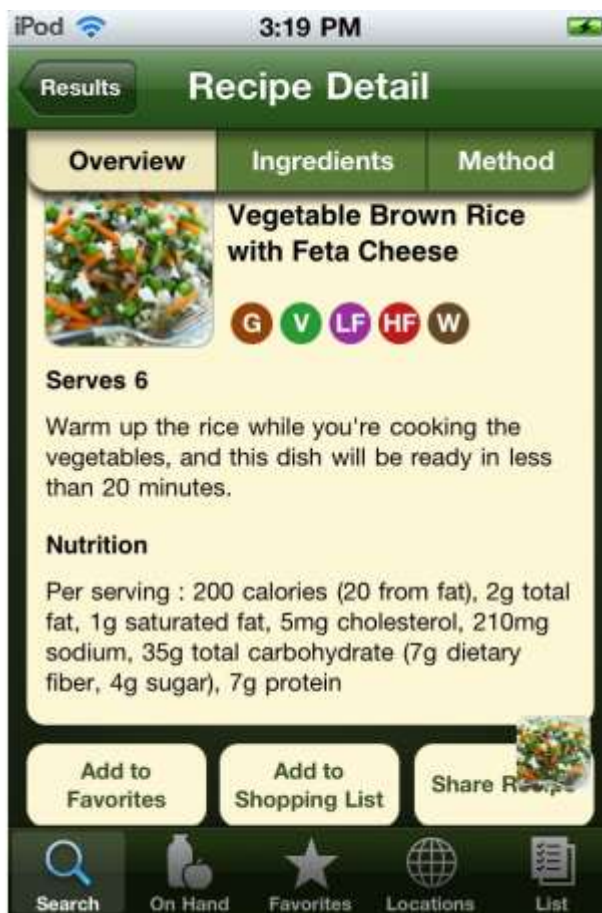 iPod 3:19 PM
Results Recipe Detail
Overview Ingredients Method
Vegetable Brown Rice
with Feta Cheese
G V LF HF W
Serves 6
Warm up the rice while you're cooking the
vegetables, and this dish will be ready in less
than 20 minutes.
Nutrition
Per serving : 200 calories (20 from fat), 2g total
fat, 1g saturated fat, 5mg cholesterol, 210mg
sodium, 35g total carbohydrate (7g dietary
fiber, 4g sugar), 7g protein
Add to
Favorites
Add to
Shopping List
Share
Search On Hand Favorites Locations List